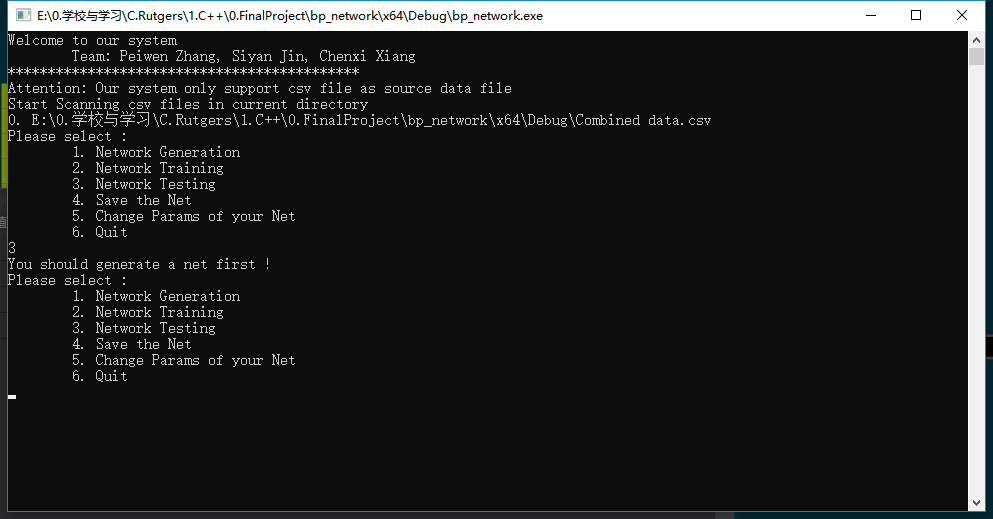 E:\0.学校与学习\C.Rutgers\1.C++\0.FinalProject\bp_network\x64\Debug\bp_network.exe
Welcome to our system
Team: Peiwen Zhang, Siyan Jin, Chenxi Xiang
********************************************
Attention: Our system only support csv file as source data file
Start Scanning csv files in current directory
0. E:\0.学校与学习\C.Rutgers\1.C++\0.FinalProject\bp_network\x64\Debug\Combined data.csv
Please select :
1. Network Generation
2. Network Training
3. Network Testing
4. Save the Net
5. Change Params of your Net
6. Quit
3
You should generate a net first !
Please select :
1. Network Generation
2. Network Training
3. Network Testing
4. Save the Net
5. Change Params of your Net
6. Quit